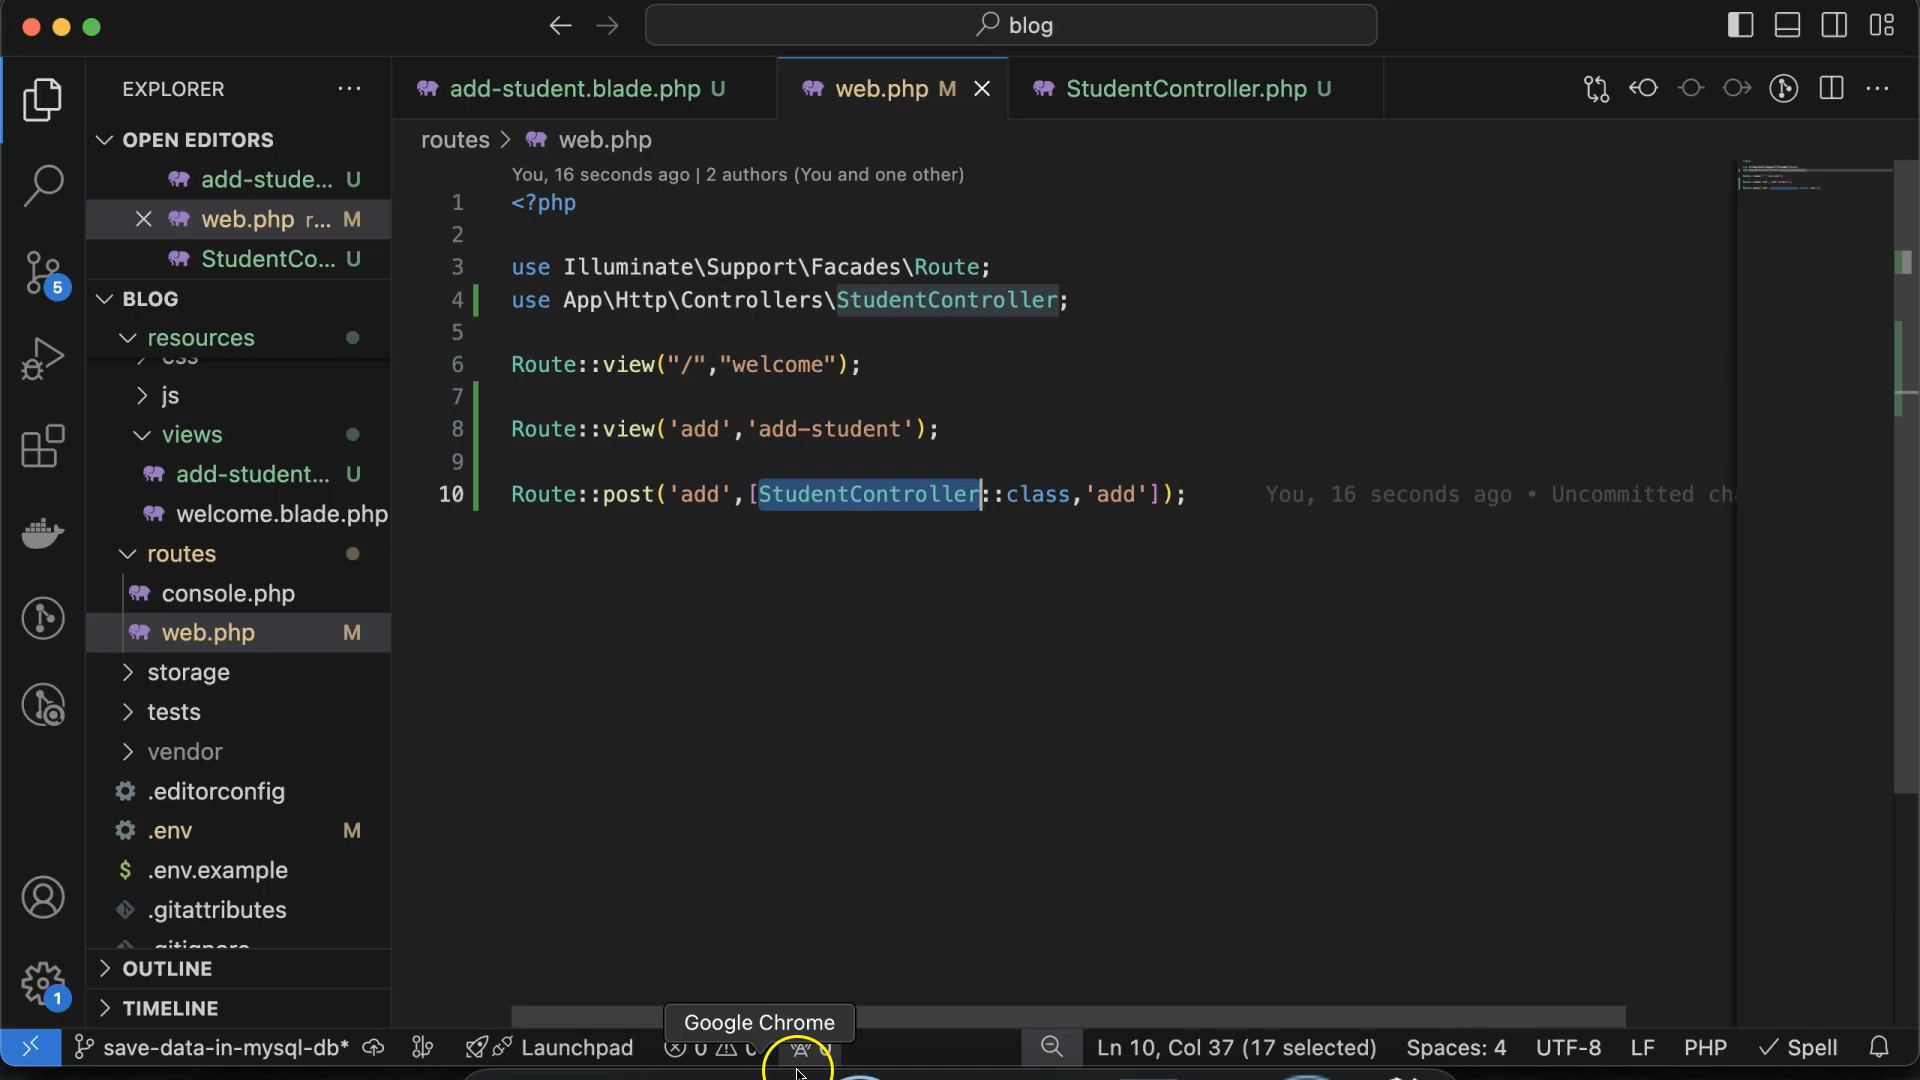 blog
EXPLORER
add-student.blade.php U
web.php M
StudentController.php U
OPEN EDITORS
add-stude... U
web.php r... M
StudentCo... U
BLOG
resources
css
js
views
add-student... U
welcome.blade.php
routes
console.php
web.php M
storage
tests
vendor
.editorconfig
.env M
$ .env.example
.gitattributes
.gitignore
OUTLINE
TIMELINE
routes > web.php
You, 16 seconds ago | 2 authors (You and one other)
1 <?php
2
3 use Illuminate\Support\Facades\Route;
4 use App\Http\Controllers\StudentController;
5
6 Route::view("/","welcome");
7
8 Route::view('add','add-student');
9
10 Route::post('add',[StudentController::class,'add']); You, 16 seconds ago • Uncommitted
5
1
Google Chrome
save-data-in-mysql-db* Launchpad 0 Ln 10, Col 37 (17 selected) Spaces: 4 UTF-8 LF PHP Spell